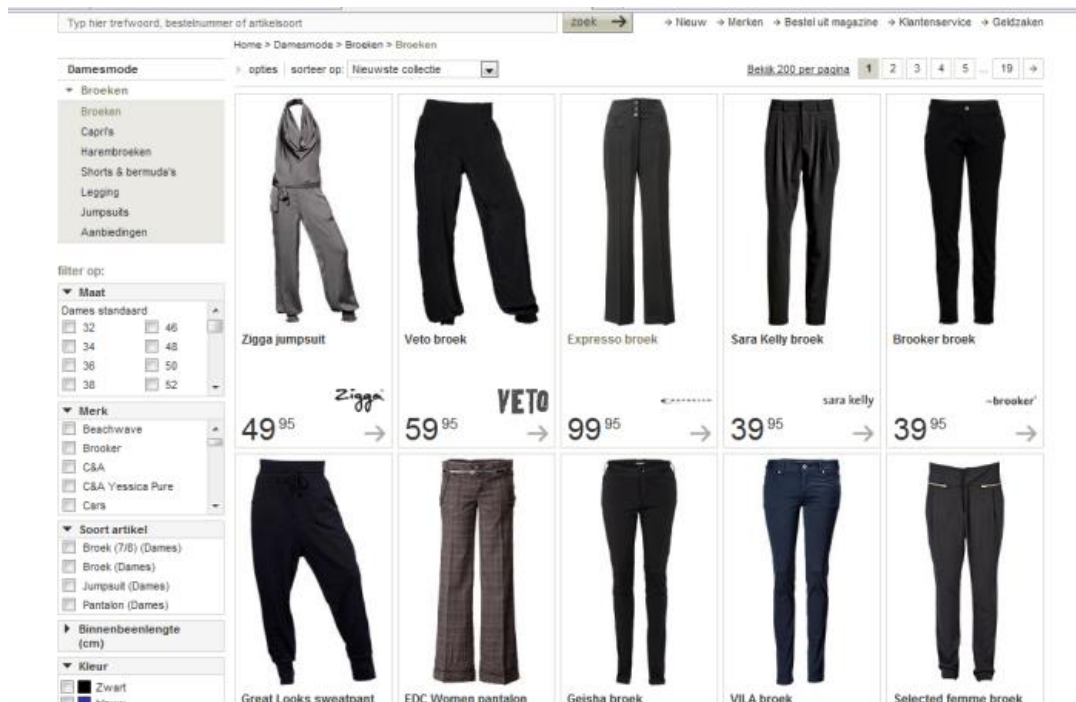 Typ hier trefwoord, bestelnummer of artikelsoort
zoek →
→ Nieuw → Merken → Bestel uit magazine → Klantenservice → Geldzaken
Home > Damesmode > Broeken > Broeken
opties sorteer op: Nieuwste collectie
Bekijk 200 per pagina 1 2 3 4 5 ... 19 →
Damesmode
Broeken
Broeken
Capri's
Harembroeken
Shorts & bermuda's
Legging
Jumpsuits
Aanbiedingen
filter op:
Maat
Dames standaard
32 46
34 48
36 50
38 52
Merk
Beachwave
Brooker
C&A
C&A Yessica Pure
Cars
Soort artikel
Broek (7/8) (Dames)
Broek (Dames)
Jumpsuit (Dames)
Pantalon (Dames)
Binnenbeenlengte
(cm)
Kleur
Zwart
Zigga jumpsuit
Zigga
49 95 →
Veto broek
VETO
59 95 →
Expresso broek
99 95 →
Sara Kelly broek
sara kelly
39 95 →
Brooker broek
~brooker
39 95 →
Great Looks sweatpant
EDC Women pantalon
Geisha broek
VILA broek
Selected femme broek